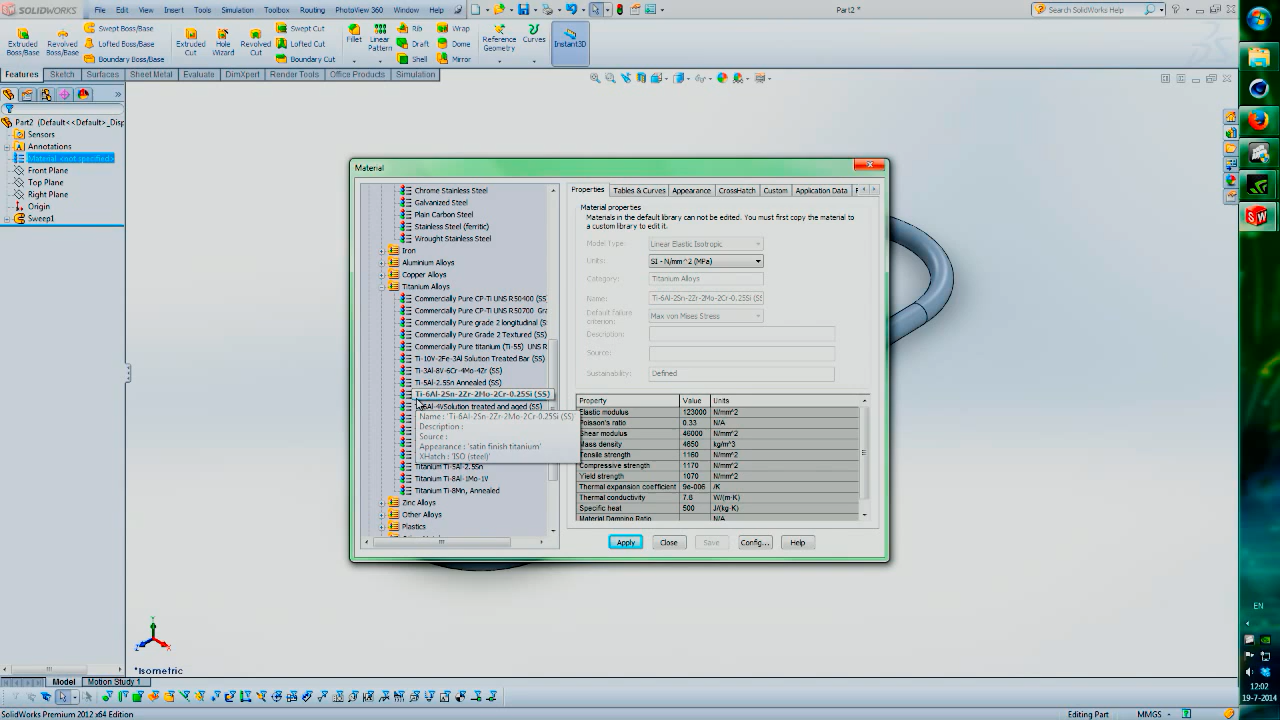 SOLIDWORKS
File Edit View Insert Tools Simulation Toolbox Routing PhotoView 360 Window Help
Part2 *
Search SolidWorks Help
Extruded Boss/Base
Revolved Boss/Base
Swept Boss/Base
Lofted Boss/Base
Boundary Boss/Base
Extruded Cut
Hole Wizard
Revolved Cut
Swept Cut
Lofted Cut
Boundary Cut
Fillet
Linear Pattern
Rib
Draft
Shell
Wrap
Dome
Mirror
Reference Geometry
Curves
Instant3D
Features Sketch Surfaces Sheet Metal Evaluate DimXpert Render Tools Office Products Simulation
Part2 (Default<<Default>_Disp
Sensors
Annotations
Material <not specified>
Front Plane
Top Plane
Right Plane
Origin
Sweep1
Material
Chrome Stainless Steel
Galvanized Steel
Plain Carbon Steel
Stainless Steel (ferritic)
Wrought Stainless Steel
Iron
Aluminium Alloys
Copper Alloys
Titanium Alloys
Commercially Pure CP-Ti UNS R50400 (SS)
Commercially Pure CP-Ti UNS R50700 Gra
Commercially Pure grade 2 longitudinal (S
Commercially Pure Grade 2 Textured (SS)
Commercially Pure titanium (Ti-55) UNS R
Ti-10V-2Fe-3Al Solution Treated Bar (SS)
Ti-3Al-8V-6Cr-4Mo-4Zr (SS)
Ti-5Al-2.5Sn Annealed (SS)
Ti-6Al-2Sn-2Zr-2Mo-2Cr-0.25Si (SS)
6Al-4VSolution treated and aged (SS)
Name : 'Ti-6Al-2Sn-2Zr-2Mo-2Cr-0.25Si (SS)
Description :
Source :
Appearance : 'satin finish titanium'
XHatch : 'ISO (steel)'
Titanium Ti-5Al-2.5Sn
Titanium Ti-8Al-1Mo-1V
Titanium Ti-8Mn, Annealed
Zinc Alloys
Other Alloys
Plastics
Properties Tables & Curves Appearance CrossHatch Custom Application Data F
Material properties
Materials in the default library can not be edited. You must first copy the material to
a custom library to edit it.
Model Type: Linear Elastic Isotropic
Units: SI - N/mm^2 (MPa)
Category: Titanium Alloys
Name: Ti-6Al-2Sn-2Zr-2Mo-2Cr-0.25Si (SS
Default failure criterion: Max von Mises Stress
Description:
Source:
Sustainability: Defined
Property Value Units
Elastic modulus 123000 N/mm^2
Poisson's ratio 0.33 N/A
Shear modulus 46000 N/mm^2
Mass density 4650 kg/m^3
Tensile strength 1160 N/mm^2
Compressive strength 1170 N/mm^2
Yield strength 1070 N/mm^2
Thermal expansion coefficient 9e-006 /K
Thermal conductivity 7.8 W/(m·K)
Specific heat 500 J/(kg·K)
Material Damping Ratio N/A
Apply Close Save Config... Help
*Isometric
Model Motion Study 1
SolidWorks Premium 2012 x64 Edition
Editing Part
MMGS
EN
12:02
19-7-2014